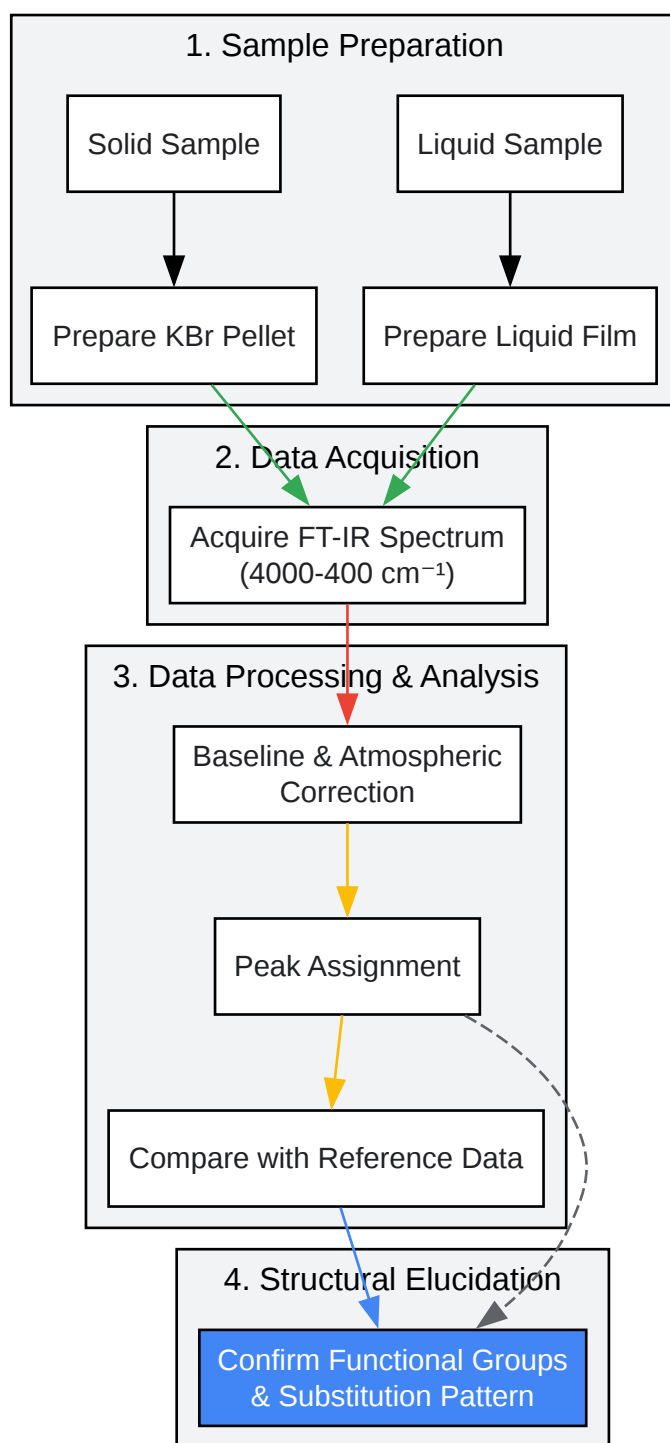 1. Sample Preparation
Solid Sample
Liquid Sample
Prepare KBr Pellet
Prepare Liquid Film
2. Data Acquisition
Acquire FT-IR Spectrum
(4000-400 cm⁻¹)
3. Data Processing & Analysis
Baseline & Atmospheric
Correction
Peak Assignment
Compare with Reference Data
4. Structural Elucidation
Confirm Functional Groups
& Substitution Pattern